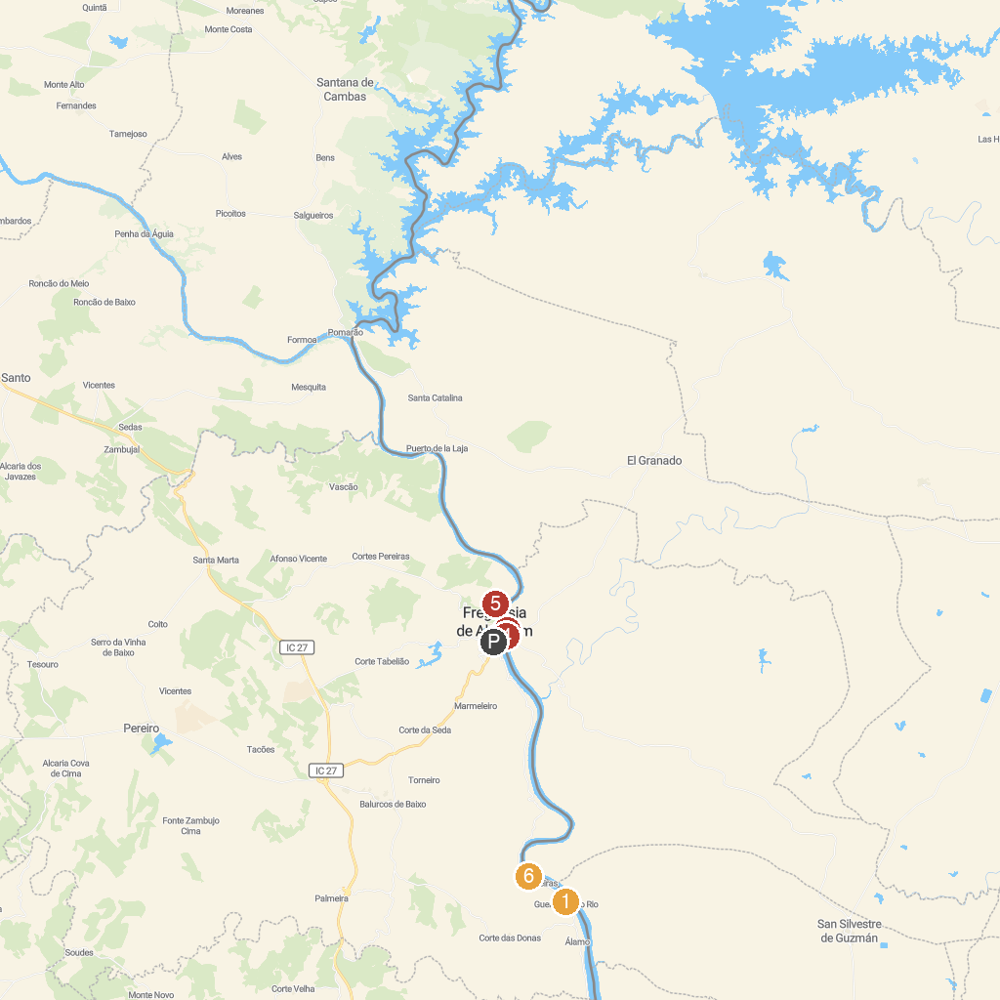 Quintã
Capos
Moreanes
Monte Costa
Monte Alto
Santana de
Cambas
Fernandes
Tamejoso
Las H
Alves
Bens
Picoitos
Salgueiros
mbardos
Penha da Águia
Roncão do Meio
Roncão de Baixo
Pomarão
Formoa
Santo
Vicentes
Mesquita
Santa Catalina
Sedas
Zambujal
Puerto de la Laja
El Granado
Alcaria dos
Javazes
Vascão
Santa Marta
Afonso Vicente
Cortes Pereiras
5
Coito
P
Serro da Vinha
de Baixo
IC 27
Tesouro
Corte Tabelião
Vicentes
Marmeleiro
Pereiro
Corte da Seda
Tacões
Alcaria Cova
de Cima
IC 27
Torneiro
Balurcos de Baixo
Fonte Zambujo
Cima
6
eiras
1
Palmeira
Rio
San Silvestre
de Guzmán
Corte das Donas
Álamo
Soudes
Monte Novo
Corte Velha